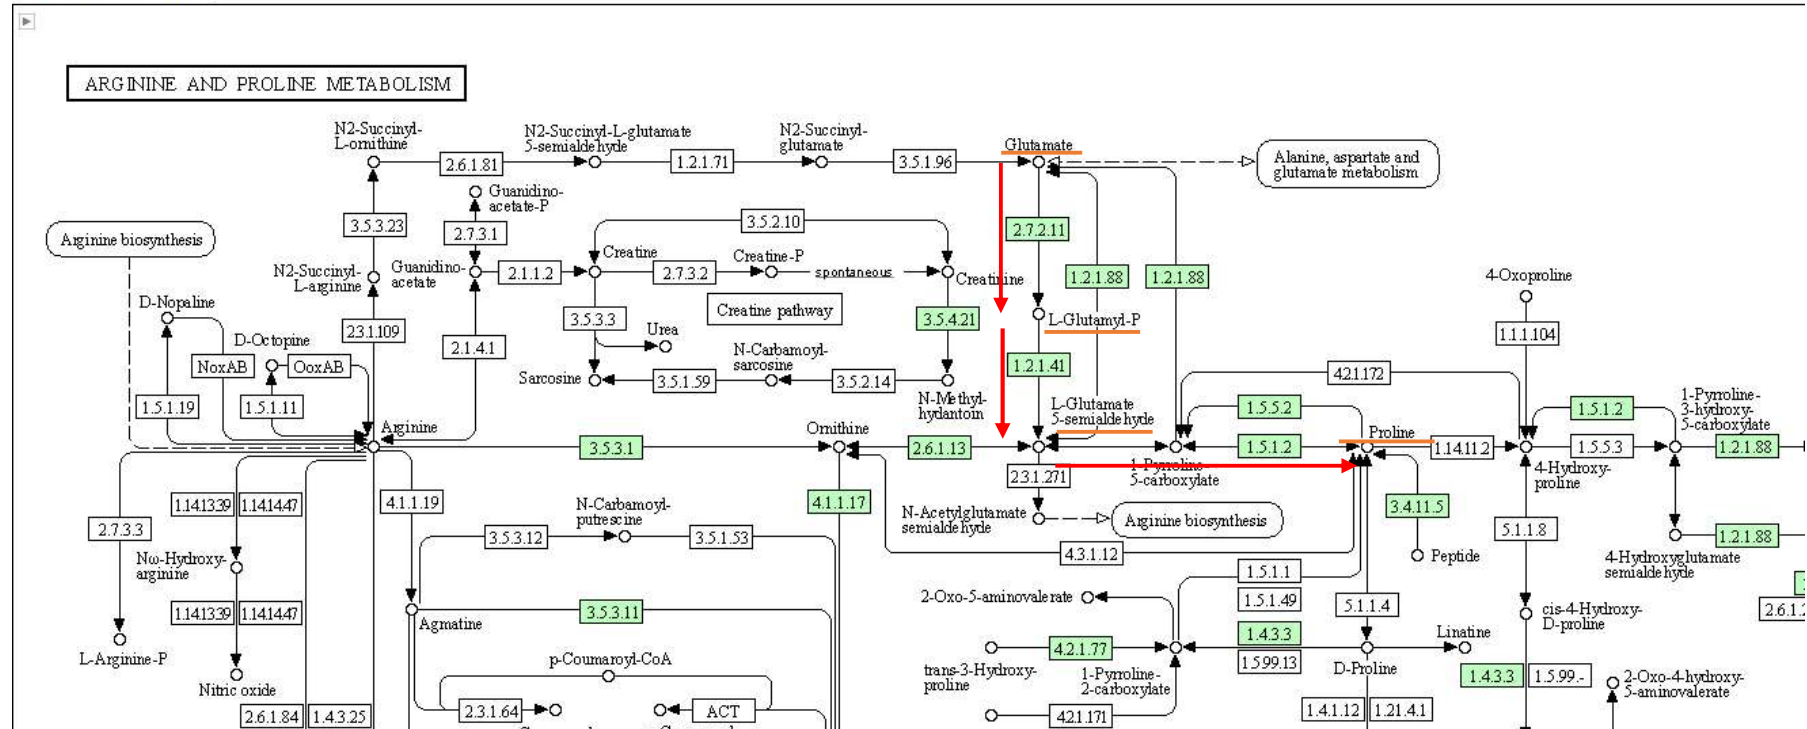 ARGININE AND PROLINE METABOLISM
N2-Succinyl-
L-ornithine
N2-Succinyl-L-glutamate
5-semialdehyde
N2-Succinyl-
glutamate
Glutamate
Alanine, aspartate and
glutamate metabolism
2.6.1.81
1.2.1.71
3.5.1.96
Guanidino-
acetate-P
3.5.3.23
2.7.3.1
3.5.2.10
2.7.2.11
Arginine biosynthesis
N2-Succinyl-
L-arginine
Guanidino-
acetate
2.1.1.2
Creatine
2.7.3.2
Creatine-P
spontaneous
Creatinine
1.2.1.88
1.2.1.88
4-Oxoproline
D-Nopaline
2.3.1.109
3.5.3.3
Creatine pathway
3.5.4.21
L-Glutamyl-P
1.1.1.104
D-Octopine
2.1.4.1
Urea
N-Carbamoyl-
sarcosine
NoxAB
OoxAB
Sarcosine
3.5.1.59
3.5.2.14
1.2.1.41
4.2.1.172
1.5.1.19
1.5.1.11
N-Methyl-
hydantoin
L-Glutamate
5-semialdehyde
1.5.5.2
1.5.1.2
1-Pyrroline-
3-hydroxy-
5-carboxylate
Arginine
3.5.3.1
Ornithine
2.6.1.13
1.5.1.2
Proline
1.14.11.2
1.5.5.3
1.2.1.88
2.3.1.271
1-Pyrroline-
5-carboxylate
4-Hydroxy-
proline
1.14.13.39
1.14.14.47
4.1.1.19
N-Carbamoyl-
putrescine
4.1.1.17
N-Acetylglutamate
semialdehyde
Arginine biosynthesis
3.4.11.5
2.7.3.3
3.5.3.12
3.5.1.53
4.3.1.12
Peptide
5.1.1.8
1.2.1.88
4-Hydroxyglutamate
semialdehyde
Nω-Hydroxy-
arginine
1.5.1.1
2-Oxo-5-aminovalerate
1.5.1.49
5.1.1.4
1.14.13.39
1.14.14.47
Agmatine
3.5.3.11
cis-4-Hydroxy-
D-proline
L-Arginine-P
p-Coumaroyl-CoA
trans-3-Hydroxy-
proline
4.2.1.77
1-Pyrroline-
2-carboxylate
1.4.3.3
1.5.99.13
D-Proline
Linatine
Nitric oxide
1.4.3.3
1.5.99.-
2-Oxo-4-hydroxy-
5-aminovalerate
2.6.1.84
1.4.3.25
2.3.1.64
ACT
4.2.1.171
1.4.1.12
1.21.4.1